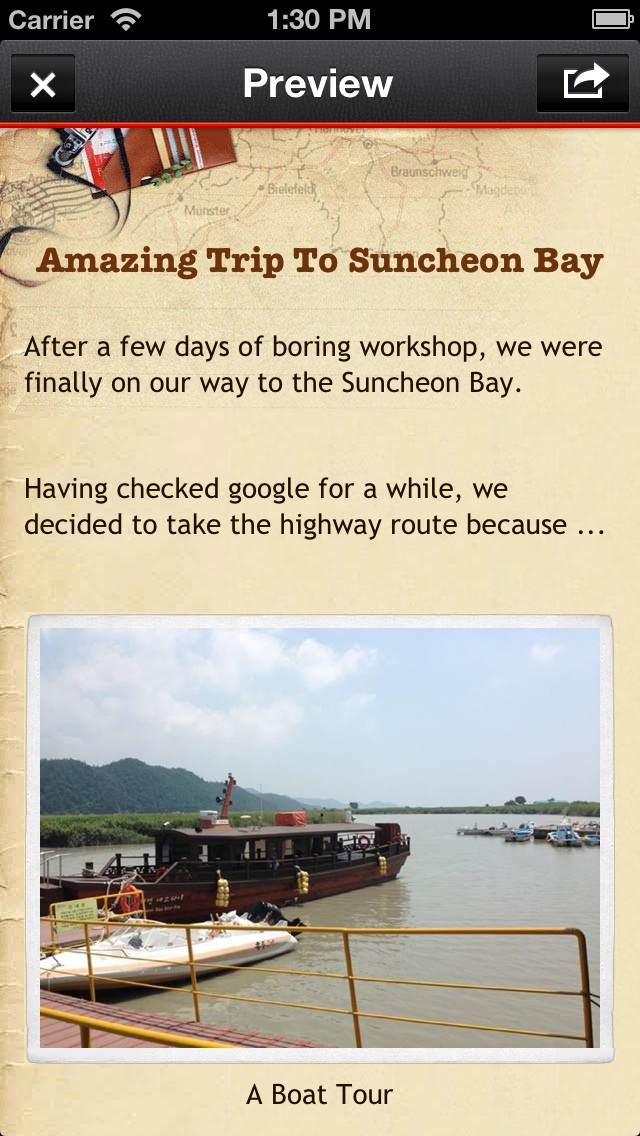 Carrier
1:30 PM
Preview
Hannover
Braunschweig
Bielefeld
Magdeburg
Münster
Amazing Trip To Suncheon Bay
After a few days of boring workshop, we were
finally on our way to the Suncheon Bay.
Having checked google for a while, we
decided to take the highway route because ...
A Boat Tour